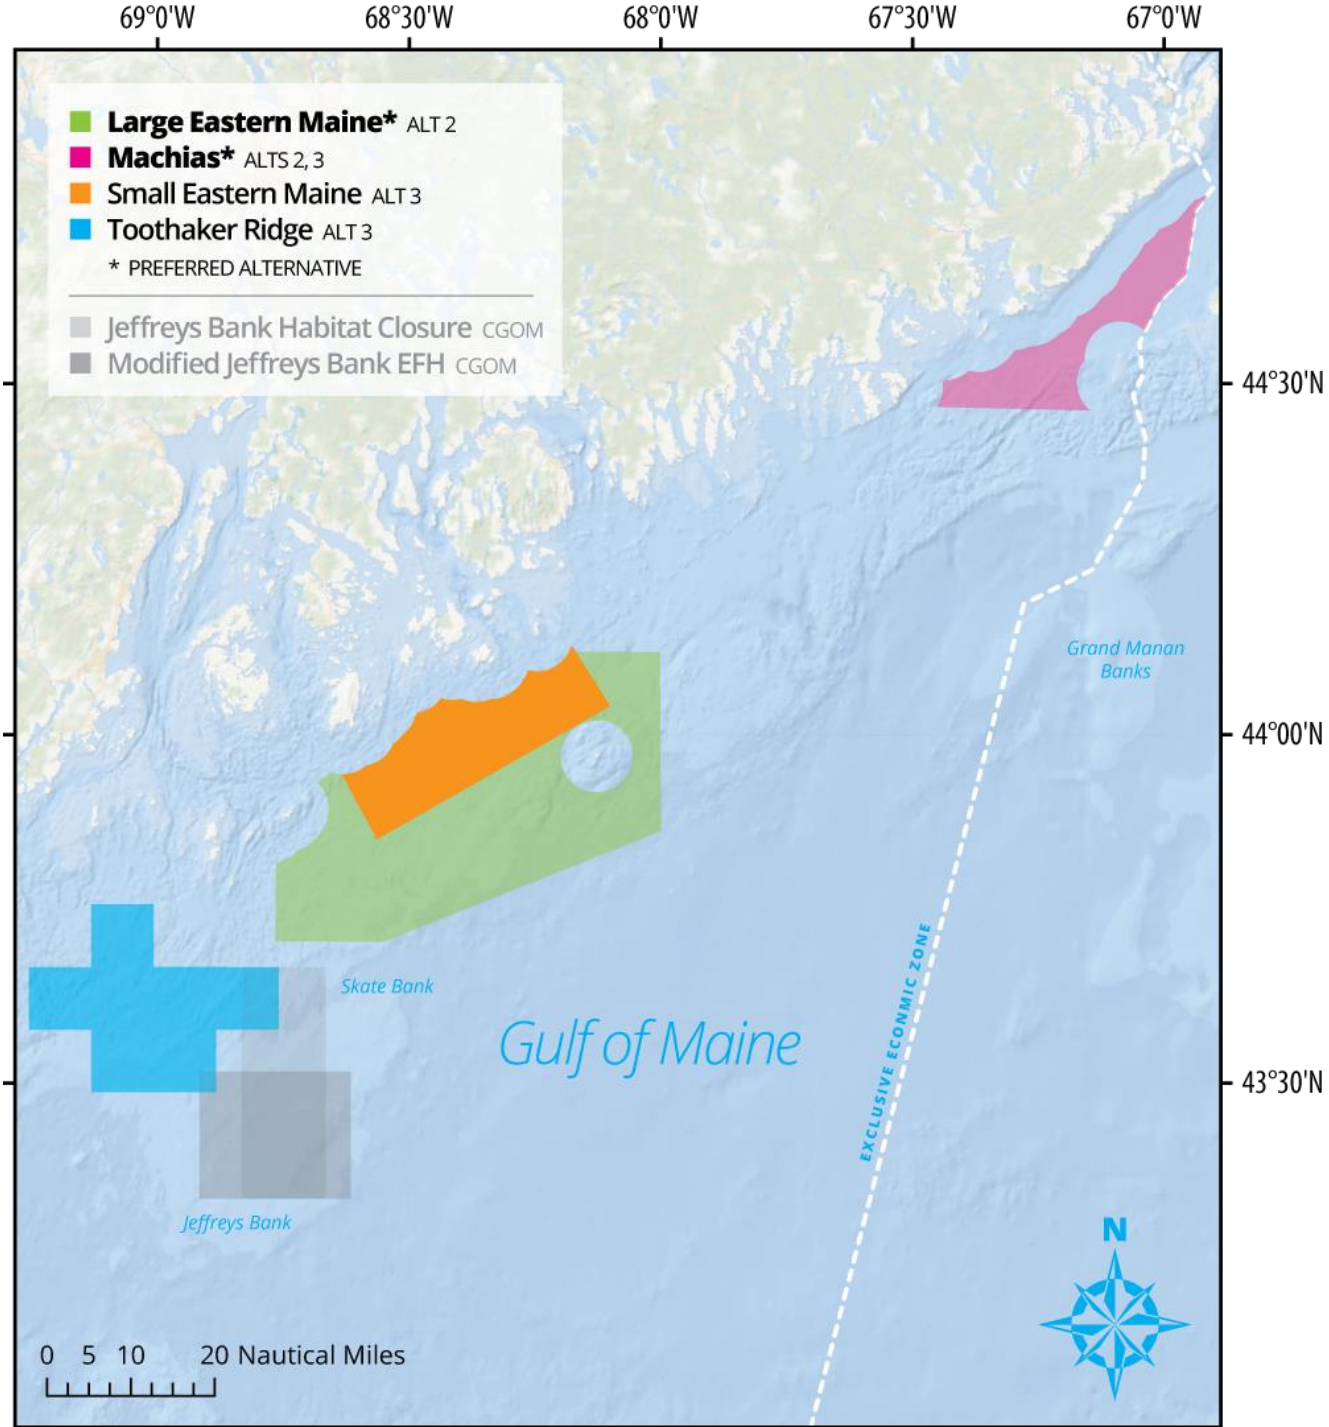 69°0'W 68°30'W 68°0'W 67°30'W 67°0'W
Large Eastern Maine* ALT 2
Machias* ALTS 2, 3
Small Eastern Maine ALT 3
Toothaker Ridge ALT 3
* PREFERRED ALTERNATIVE
Jeffreys Bank Habitat Closure CGOM
Modified Jeffreys Bank EFH CGOM
44°30'N
Grand Manan
Banks
44°00'N
Skate Bank
Gulf of Maine
EXCLUSIVE ECONMIC ZONE
43°30'N
Jeffreys Bank
N
0 5 10 20 Nautical Miles